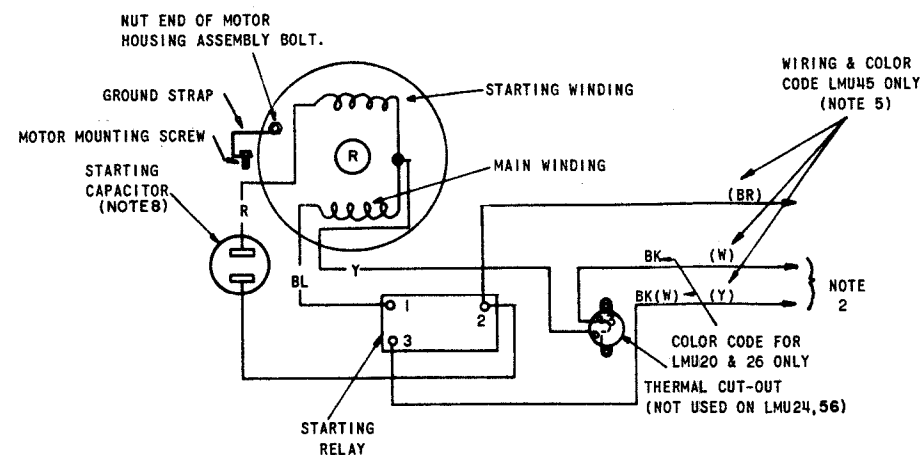 NUT END OF MOTOR
HOUSING ASSEMBLY BOLT.
GROUND STRAP
MOTOR MOUNTING SCREW
STARTING
CAPACITOR
(NOTE8)
STARTING WINDING
MAIN WINDING
WIRING & COLOR
CODE LMU45 ONLY
(NOTE 5)
R
R
(BR)
BL
Y
BK
(W)
BK(W)
(Y)
NOTE
2
1
2
3
3
1
COLOR CODE FOR
LMU20 & 26 ONLY
THERMAL CUT-OUT
(NOT USED ON LMU24,56)
STARTING
RELAY